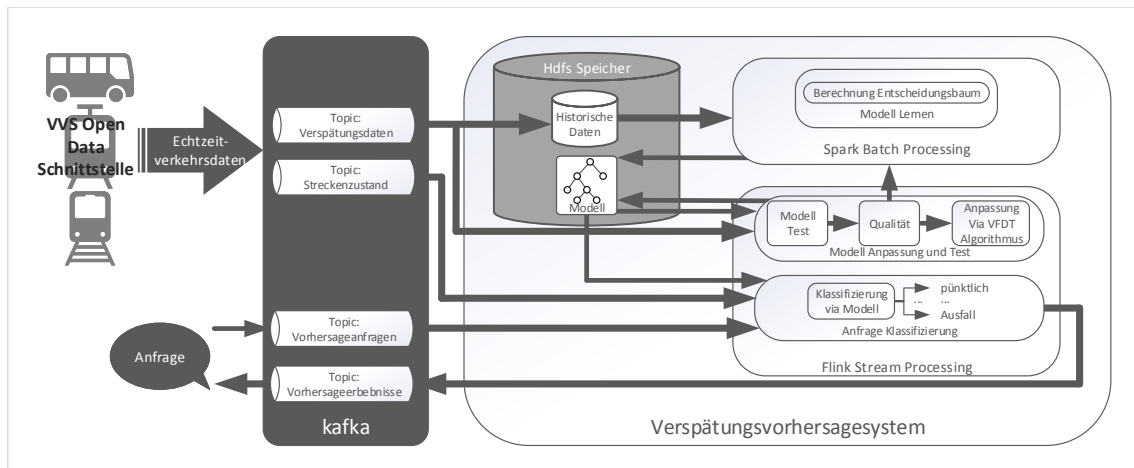 VVS Open
Data
Schnittstelle
Echtzeit-
verkehrsdaten
Anfrage
Topic:
Verspätungsdaten
Topic:
Streckenzustand
Topic:
Vorhersageanfragen
Topic:
Vorhersageerbebnisse
kafka
Hdfs Speicher
Historische
Daten
Modell
Berechnung Entscheidungsbaum
Modell Lernen
Spark Batch Processing
Modell
Test
Qualität
Anpassung
Via VFDT
Algorithmus
Modell Anpassung und Test
Klassifizierung
via Modell
pünktlich
...
...
Ausfall
Anfrage Klassifizierung
Flink Stream Processing
Verspätungsvorhersagesystem